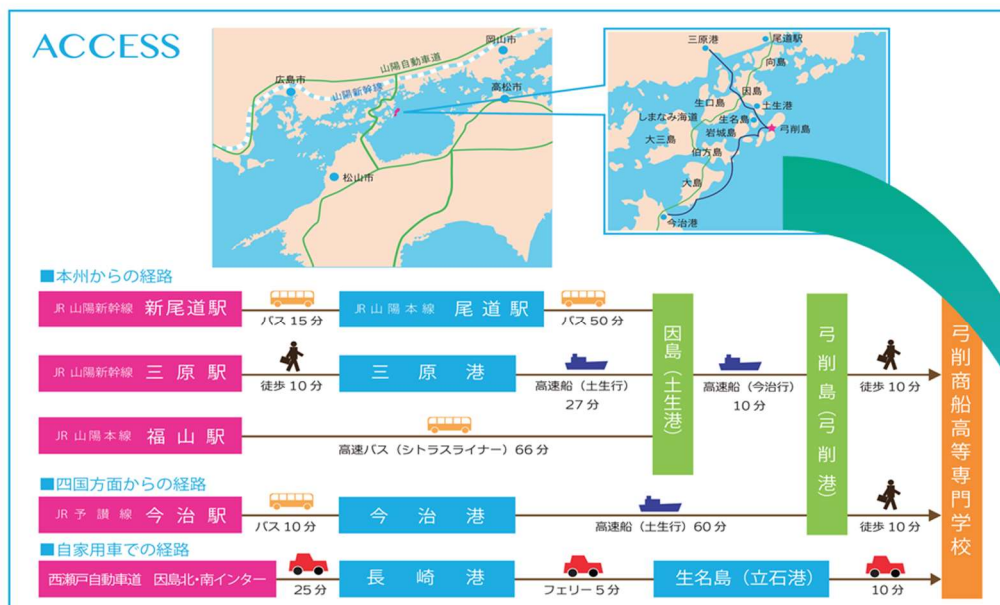 ACCESS
岡山市
山陽自動車道
広島市
山陽新幹線
高松市
松山市
三原港
尾道駅
向島
因島
生口島
土生港
しまなみ海道
生名島
弓削島
大三島
岩城島
伯方島
大島
今治港
■本州からの経路
JR 山陽新幹線 新尾道駅
バス 15 分
JR 山陽本線 尾道駅
バス 50 分
JR 山陽新幹線 三原駅
徒歩 10 分
三原港
高速船（土生行）
27 分
因島（土生港）
高速船（今治行）
10 分
弓削島（弓削港）
徒歩 10 分
弓削商船高等専門学校
JR 山陽本線 福山駅
高速バス（シトラスライナー）66 分
■四国方面からの経路
JR 予讃線 今治駅
バス 10 分
今治港
高速船（土生行）60 分
徒歩 10 分
■自家用車での経路
西瀬戸自動車道 因島北・南インター
25 分
長崎港
フェリー 5 分
生名島（立石港）
10 分